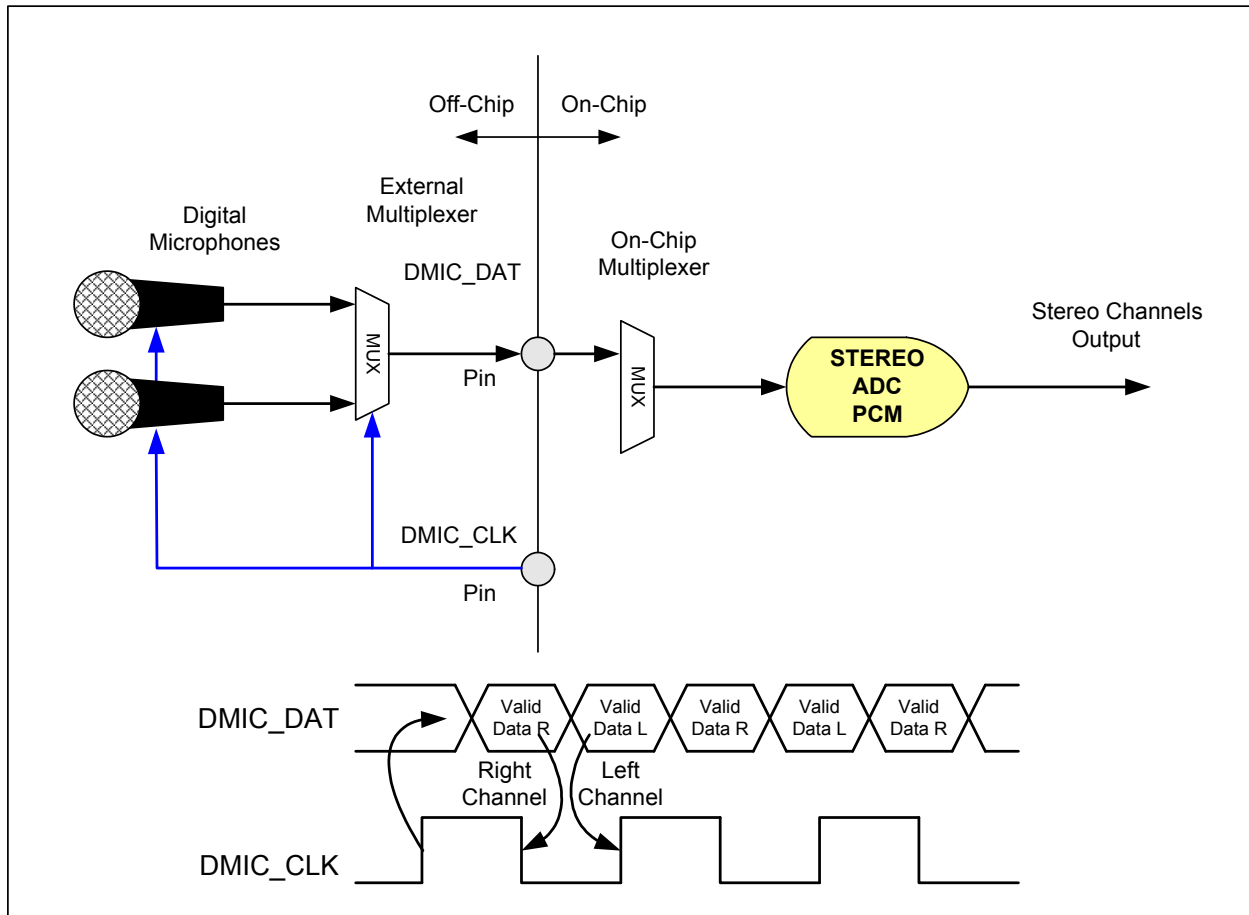 Off-Chip
On-Chip
External
Multiplexer
Digital
Microphones
DMIC_DAT
On-Chip
Multiplexer
Stereo Channels
Output
MUX
MUX
STEREO
ADC
PCM
Pin
DMIC_CLK
Pin
DMIC_DAT
Valid
Data R
Valid
Data L
Valid
Data R
Valid
Data L
Valid
Data R
Right
Channel
Left
Channel
DMIC_CLK